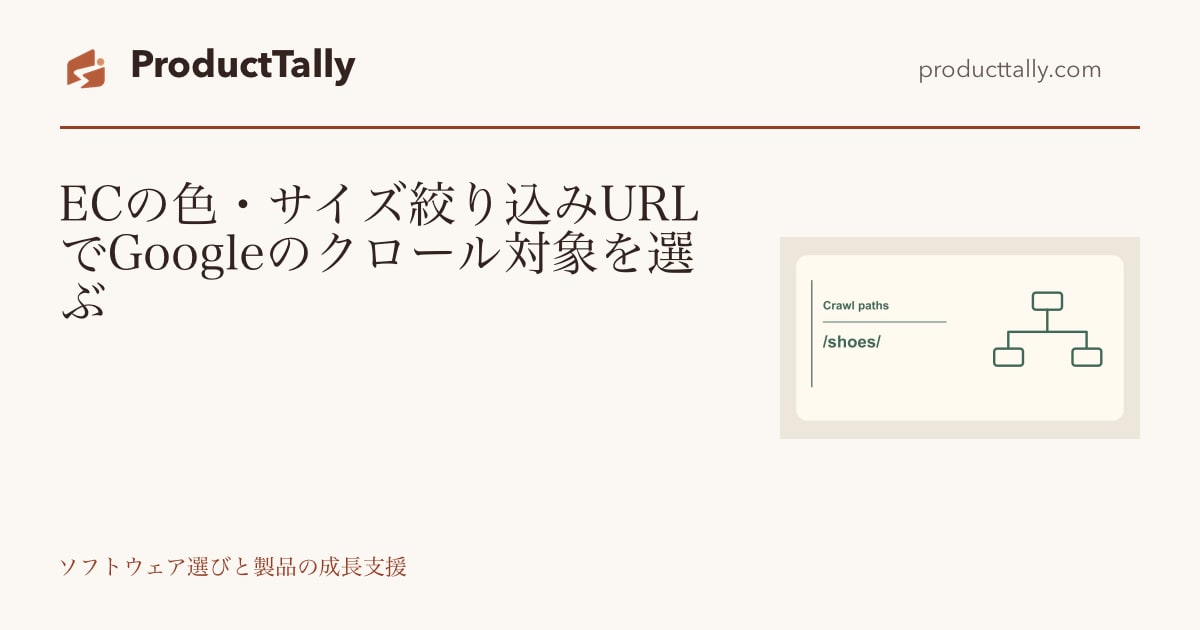 ProductTally
producttally.com
ECの色・サイズ絞り込みURL
でGoogleのクロール対象を選
ぶ
Crawl paths
/shoes/
ソフトウェア選びと製品の成長支援